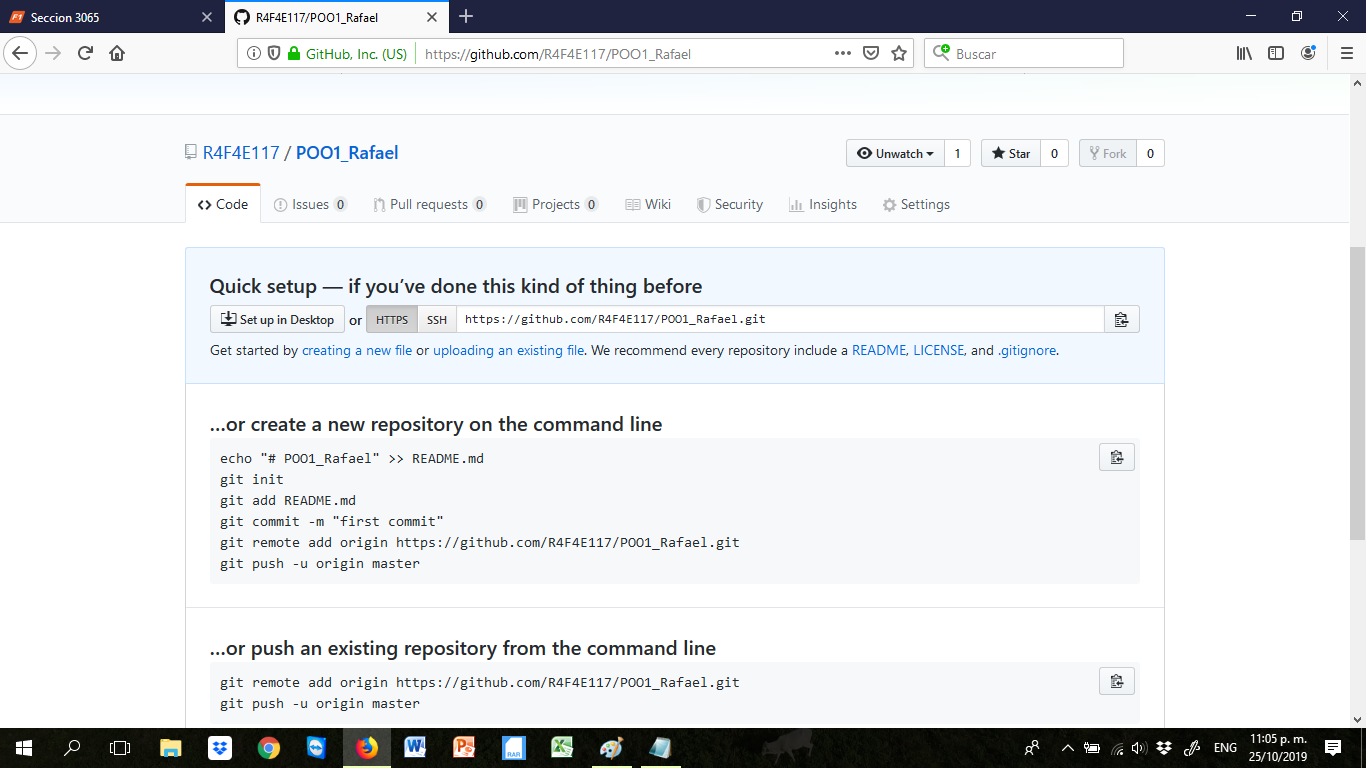 Seccion 3065
R4F4E117/POO1_Rafael
GitHub, Inc. (US)
https://github.com/R4F4E117/POO1_Rafael
Buscar
R4F4E117 / POO1_Rafael
Unwatch 1
Star 0
Fork 0
Code
Issues 0
Pull requests 0
Projects 0
Wiki
Security
Insights
Settings
Quick setup — if you’ve done this kind of thing before
Set up in Desktop or HTTPS SSH https://github.com/R4F4E117/POO1_Rafael.git
Get started by creating a new file or uploading an existing file. We recommend every repository include a README, LICENSE, and .gitignore.
…or create a new repository on the command line
echo "# POO1_Rafael" >> README.md
git init
git add README.md
git commit -m "first commit"
git remote add origin https://github.com/R4F4E117/POO1_Rafael.git
git push -u origin master
…or push an existing repository from the command line
git remote add origin https://github.com/R4F4E117/POO1_Rafael.git
git push -u origin master
ENG
11:05 p. m.
25/10/2019